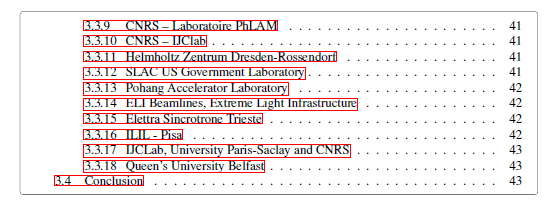 3.3.9 CNRS – Laboratoire PhLAM . . . . . . . . . . . . . . . . . . . . 41
3.3.10 CNRS – IJClab . . . . . . . . . . . . . . . . . . . . . . . . . 41
3.3.11 Helmholtz Zentrum Dresden-Rossendorf . . . . . . . . . . . . . . 41
3.3.12 SLAC US Government Laboratory . . . . . . . . . . . . . . . . . 41
3.3.13 Pohang Accelerator Laboratory . . . . . . . . . . . . . . . . . . 42
3.3.14 ELI Beamlines, Extreme Light Infrastructure . . . . . . . . . . . . 42
3.3.15 Elettra Sincrotrone Trieste . . . . . . . . . . . . . . . . . . . . . 42
3.3.16 ILIL - Pisa . . . . . . . . . . . . . . . . . . . . . . . . . . . . 42
3.3.17 IJCLab, University Paris-Saclay and CNRS . . . . . . . . . . . . . 43
3.3.18 Queen's University Belfast . . . . . . . . . . . . . . . . . . . . 43
3.4 Conclusion . . . . . . . . . . . . . . . . . . . . . . . . . . . . . . 43